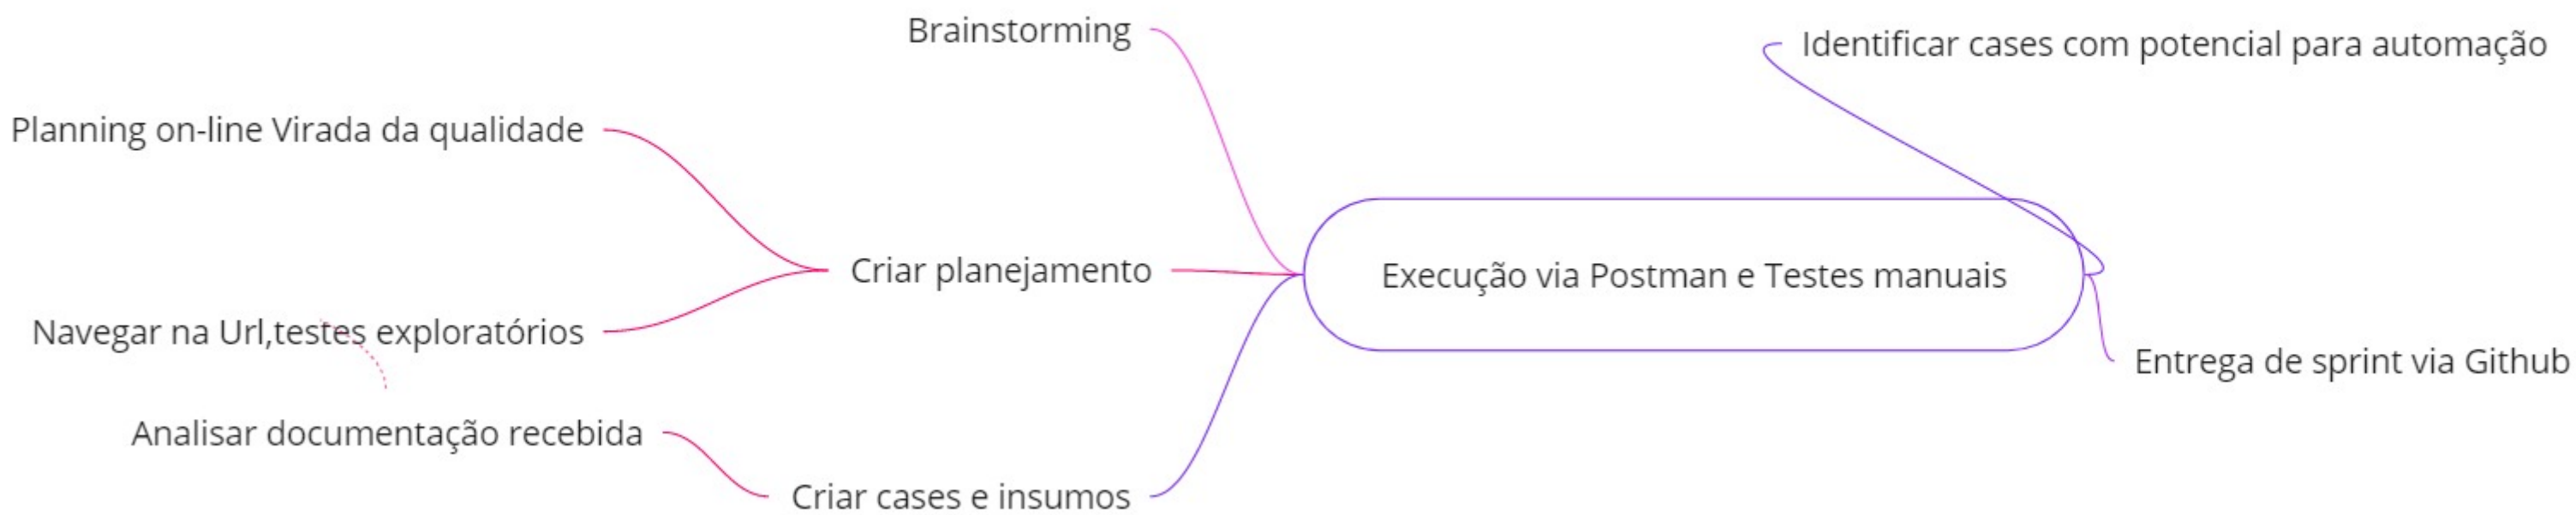 Brainstorming
Identificar cases com potencial para automação
Planning on-line Virada da qualidade
Criar planejamento
Execução via Postman e Testes manuais
Navegar na Url,testes exploratórios
Entrega de sprint via Github
Analisar documentação recebida
Criar cases e insumos